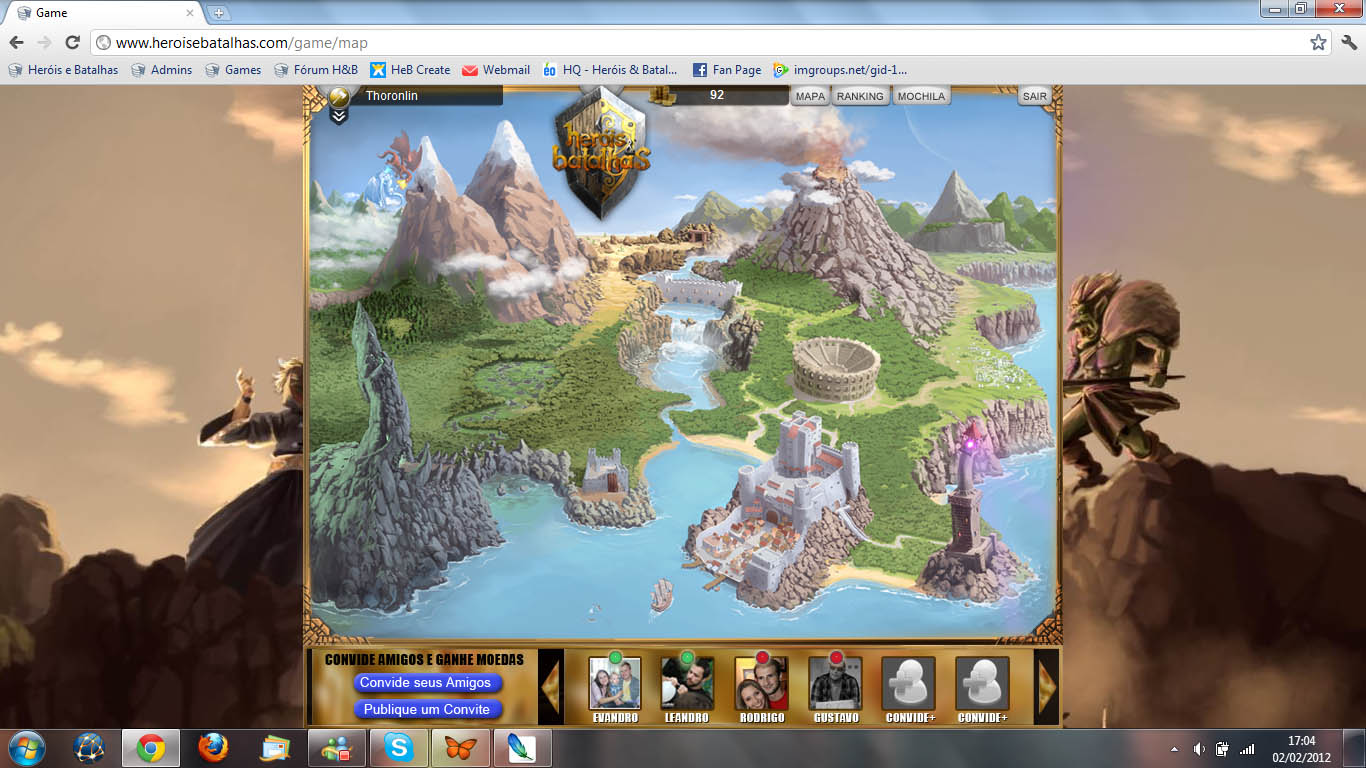 Game
www.heroisebatalhas.com/game/map
Heróis e Batalhas Admins Games Fórum H&B HeB Create Webmail HQ - Heróis & Batal... Fan Page imgroups.net/gid-1...
Thoronlin 92 MAPA RANKING MOCHILA SAIR
heróis
batalhas
CONVIDE AMIGOS E GANHE MOEDAS
Convide seus Amigos
Publique um Convite
EVANDRO LEANDRO RODRIGO GUSTAVO CONVIDE+ CONVIDE+
17:04
02/02/2012